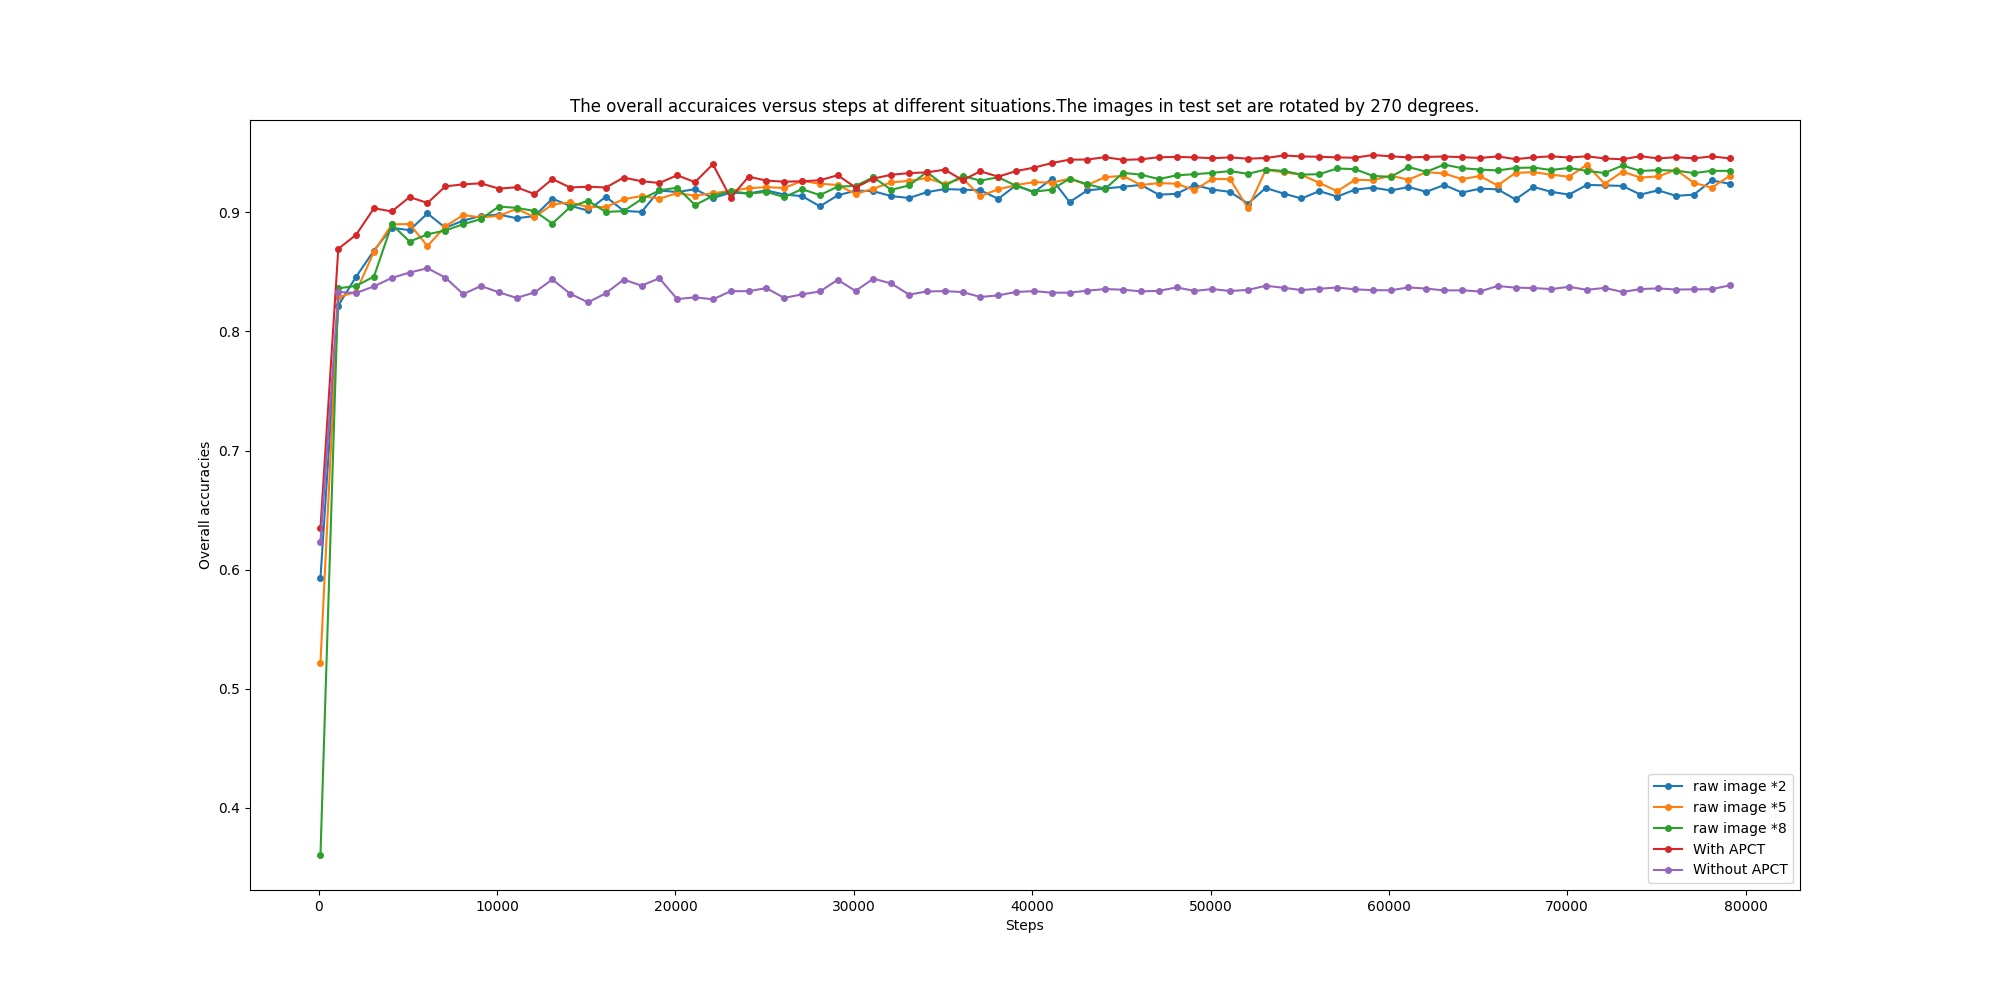 The overall accuraices versus steps at different situations.The images in test set are rotated by 270 degrees.
Overall accuracies
0.9
0.8
0.7
0.6
0.5
0.4
0 10000 20000 30000 40000 50000 60000 70000 80000
Steps
raw image *2
raw image *5
raw image *8
With APCT
Without APCT